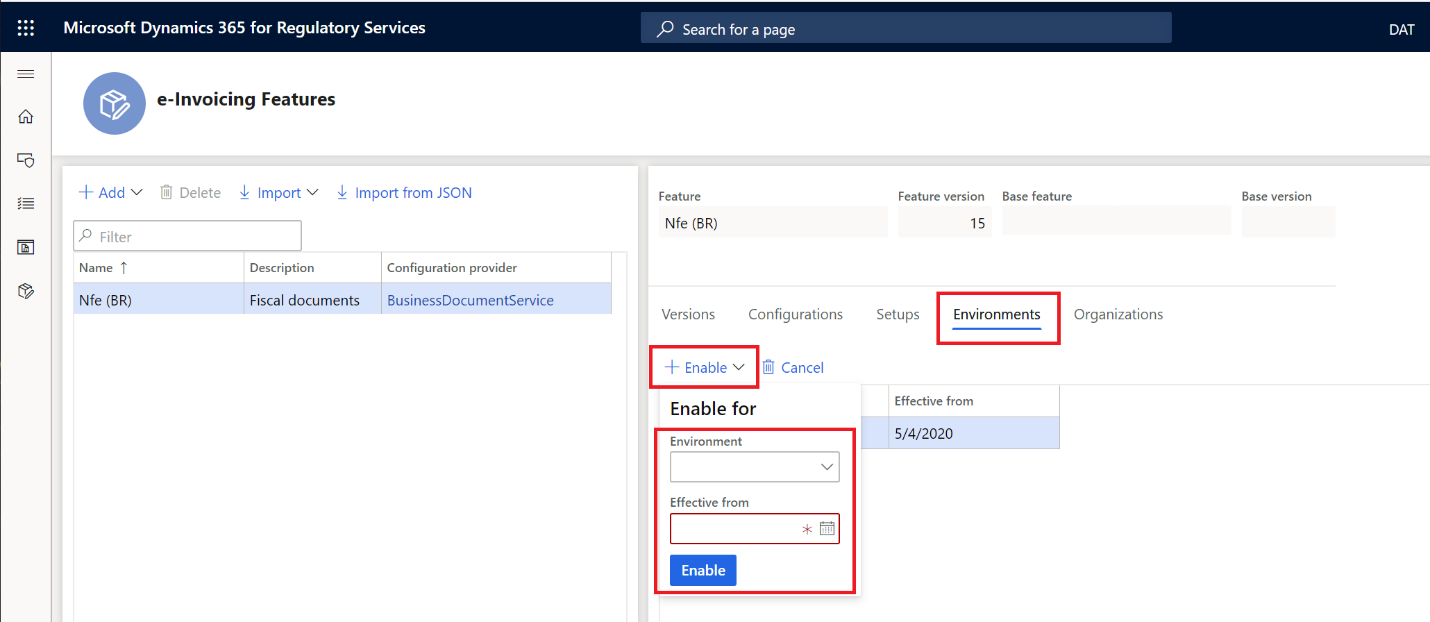 Microsoft Dynamics 365 for Regulatory Services
Search for a page
DAT
e-Invoicing Features
Add
Delete
Import
Import from JSON
Filter
Name ↑ Description Configuration provider
Nfe (BR) Fiscal documents BusinessDocumentService
Feature Feature version Base feature Base version
Nfe (BR) 15
Versions Configurations Setups Environments Organizations
Enable
Cancel
Effective from
5/4/2020
Enable for
Environment
Effective from
*
Enable